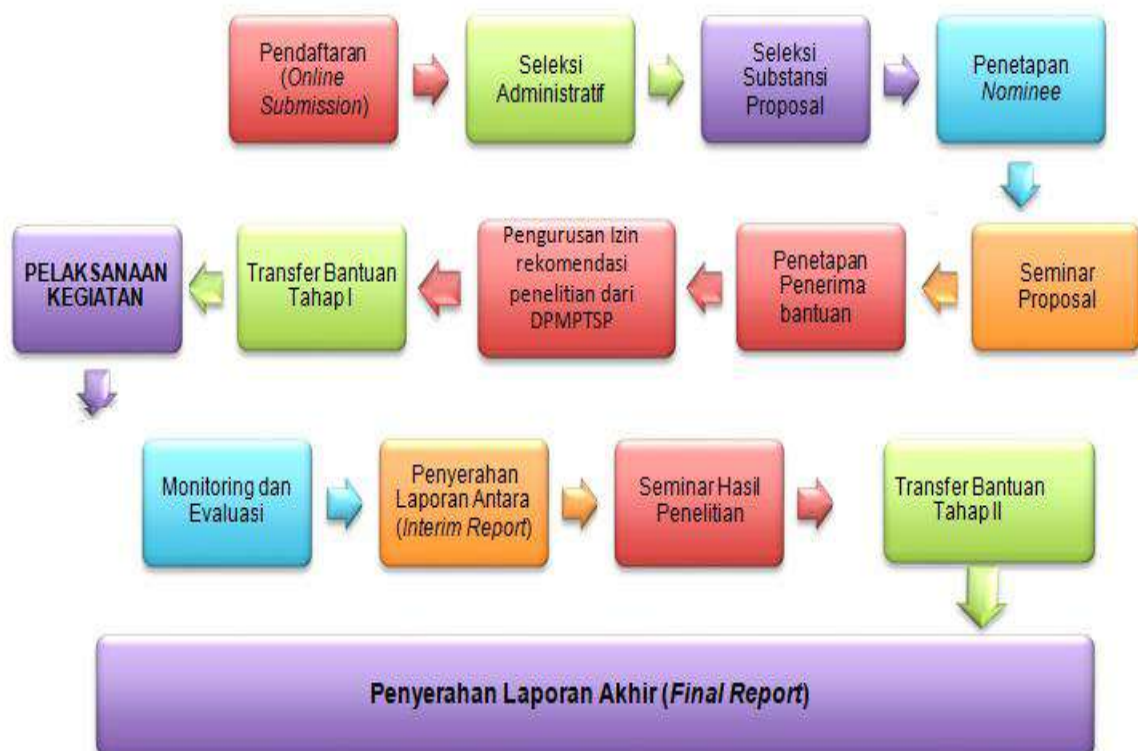 Pendaftaran
(Online
Submission)
Seleksi
Administratif
Seleksi
Substansi
Proposal
Penetapan
Nominee
Seminar
Proposal
Penetapan
Penerima
bantuan
Pengurusan Izin
rekomendasi
penelitian dari
DPMPTSP
Transfer Bantuan
Tahap I
PELAKSANAAN
KEGIATAN
Monitoring dan
Evaluasi
Penyerahan
Laporan Antara
(Interim Report)
Seminar Hasil
Penelitian
Transfer Bantuan
Tahap II
Penyerahan Laporan Akhir (Final Report)